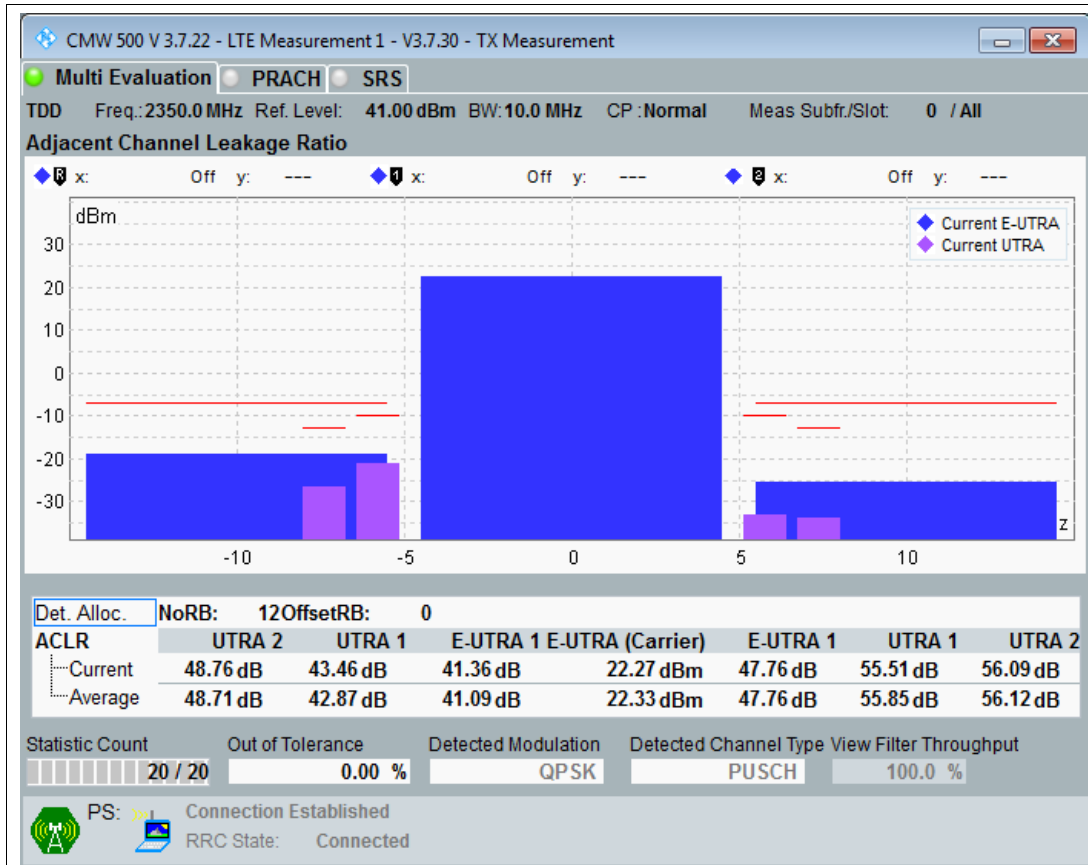 CMW 500 V 3.7.22 - LTE Measurement 1 - V3.7.30 - TX Measurement
Multi Evaluation PRACH SRS
TDD Freq.: 2350.0 MHz Ref. Level: 41.00 dBm BW: 10.0 MHz CP : Normal Meas Subfr./Slot: 0 / All
Adjacent Channel Leakage Ratio
R x: Off y: --- 1 x: Off y: --- 2 x: Off y: ---
dBm
Current E-UTRA
Current UTRA
30
20
10
0
-10
-20
-30
z
-10 -5 0 5 10
Det. Alloc. NoRB: 12 OffsetRB: 0
ACLR UTRA 2 UTRA 1 E-UTRA 1 E-UTRA (Carrier) E-UTRA 1 UTRA 1 UTRA 2
Current 48.76 dB 43.46 dB 41.36 dB 22.27 dBm 47.76 dB 55.51 dB 56.09 dB
Average 48.71 dB 42.87 dB 41.09 dB 22.33 dBm 47.76 dB 55.85 dB 56.12 dB
Statistic Count Out of Tolerance Detected Modulation Detected Channel Type View Filter Throughput
20 / 20 0.00 % QPSK PUSCH 100.0 %
PS: Connection Established
RRC State: Connected